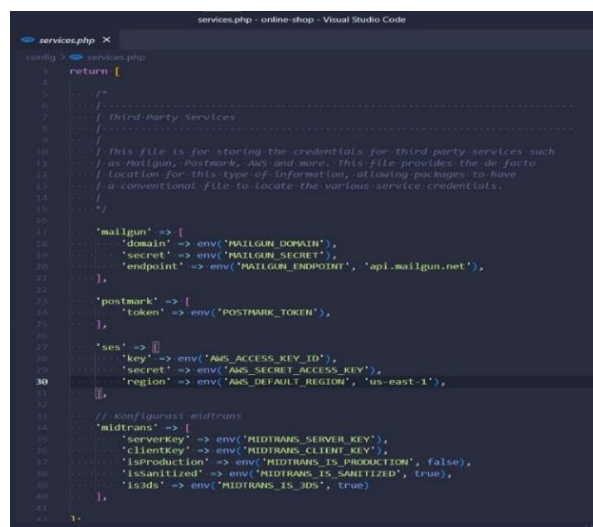 services.php - online-shop - Visual Studio Code
services.php ×
config > services.php
3 return [
4
5 /*
6 |--------------------------------------------------------------------------
7 | Third Party Services
8 |--------------------------------------------------------------------------
9 |
10 | This file is for storing the credentials for third party services such
11 | as Mailgun, Postmark, AWS and more. This file provides the de facto
12 | location for this type of information, allowing packages to have
13 | a conventional file to locate the various service credentials.
14 |
15 */
16
17 'mailgun' => [
18 'domain' => env('MAILGUN_DOMAIN'),
19 'secret' => env('MAILGUN_SECRET'),
20 'endpoint' => env('MAILGUN_ENDPOINT', 'api.mailgun.net'),
21 ],
22
23 'postmark' => [
24 'token' => env('POSTMARK_TOKEN'),
25 ],
26
27 'ses' => [
28 'key' => env('AWS_ACCESS_KEY_ID'),
29 'secret' => env('AWS_SECRET_ACCESS_KEY'),
30 'region' => env('AWS_DEFAULT_REGION', 'us-east-1'),
31 ],
32
33 // Konfigurasi midtrans
34 'midtrans' => [
35 'serverKey' => env('MIDTRANS_SERVER_KEY'),
36 'clientKey' => env('MIDTRANS_CLIENT_KEY'),
37 'isProduction' => env('MIDTRANS_IS_PRODUCTION', false),
38 'isSanitized' => env('MIDTRANS_IS_SANITIZED', true),
39 'is3ds' => env('MIDTRANS_IS_3DS', true)
40 ],
41
42 ];